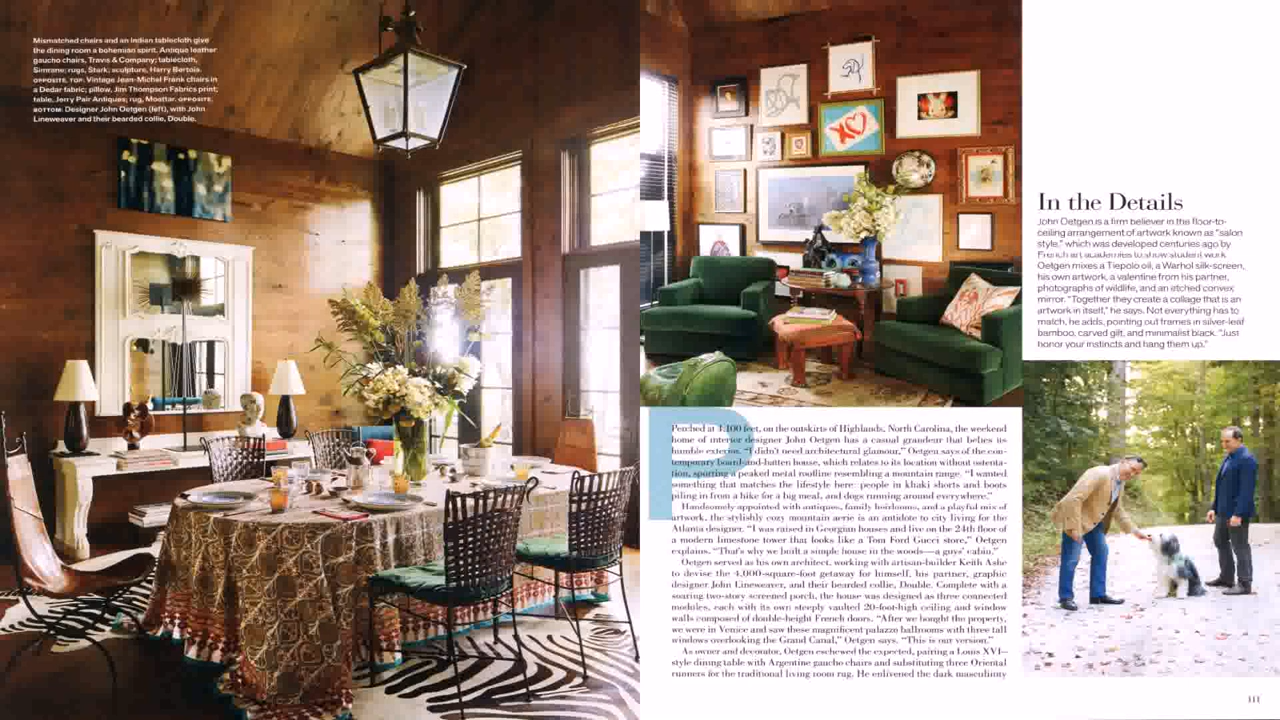 Mismatched chairs and an Indian tablecloth give
the dining room a bohemian spirit. Antique leather
gaucho chairs, Travis & Company; tablecloth,
Simrane; rugs, Stark; sculpture, Harry Bertoia.
OPPOSITE, TOP: Vintage Jean-Michel Frank chairs in
a Dedar fabric; pillow, Jim Thompson Fabrics print;
table, Jerry Pair Antiques; rug, Moattar. OPPOSITE,
BOTTOM: Designer John Oetgen (left), with John
Lineweaver and their bearded collie, Double.
XO
In the Details
John Oetgen is a firm believer in the floor-to-
ceiling arrangement of artwork known as "salon
style," which was developed centuries ago by
French art academies to show student work.
Oetgen mixes a Tiepolo oil, a Warhol silk-screen,
his own artwork, a valentine from his partner,
photographs of wildlife, and an etched convex
mirror. "Together they create a collage that is an
artwork in itself," he says. Not everything has to
match, he adds, pointing out frames in silver-leaf
bamboo, carved gilt, and minimalist black. "Just
honor your instincts and hang them up."
P
Perched at 4,100 feet, on the outskirts of Highlands, North Carolina, the weekend
home of interior designer John Oetgen has a casual grandeur that belies its
humble exterior. "I didn't need architectural glamour," Oetgen says of the con-
temporary board-and-batten house, which relates to its location without ostenta-
tion, sporting a peaked metal roofline resembling a mountain range. "I wanted
something that matches the lifestyle here: people in khaki shorts and boots
piling in from a hike for a big meal, and dogs running around everywhere."
Handsomely appointed with antiques, family heirlooms, and a playful mix of
artwork, the stylishly cozy mountain aerie is an antidote to city living for the
Atlanta designer. "I was raised in Georgian houses and live on the 24th floor of
a modern limestone tower that looks like a Tom Ford Gucci store," Oetgen
explains. "That's why we built a simple house in the woods—a guys' cabin."
Oetgen served as his own architect, working with artisan-builder Keith Ashe
to devise the 4,000-square-foot getaway for himself, his partner, graphic
designer John Lineweaver, and their bearded collie, Double. Complete with a
soaring two-story screened porch, the house was designed as three connected
modules, each with its own steeply vaulted 20-foot-high ceiling and window
walls composed of double-height French doors. "After we bought the property,
we were in Venice and saw these magnificent palazzo ballrooms with three tall
windows overlooking the Grand Canal," Oetgen says. "This is our version."
As owner and decorator, Oetgen eschewed the expected, pairing a Louis XVI–
style dining table with Argentine gaucho chairs and substituting three Oriental
runners for the traditional living room rug. He enlivened the dark masculinity